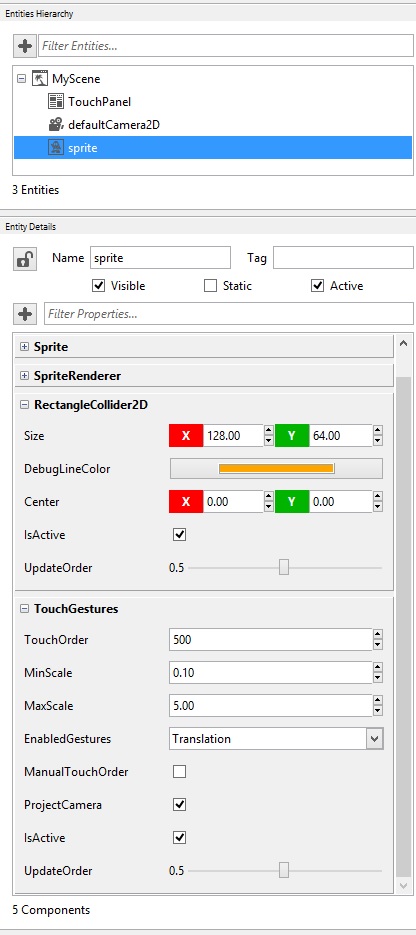 Entities Hierarchy
Filter Entities...
MyScene
TouchPanel
defaultCamera2D
sprite
3 Entities
Entity Details
Name sprite Tag
Visible Static Active
Filter Properties...
Sprite
SpriteRenderer
RectangleCollider2D
Size X 128.00 Y 64.00
DebugLineColor
Center X 0.00 Y 0.00
IsActive
UpdateOrder 0.5
TouchGestures
TouchOrder 500
MinScale 0.10
MaxScale 5.00
EnabledGestures Translation
ManualTouchOrder
ProjectCamera
IsActive
UpdateOrder 0.5
5 Components